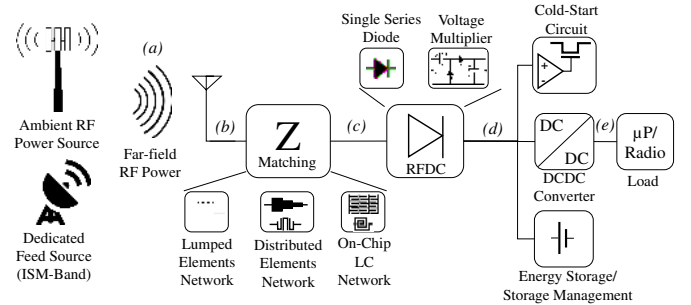 Ambient RF
Power Source
Dedicated
Feed Source
(ISM-Band)
(a)
Far-field
RF Power
(b)
Z
Matching
Lumped
Elements
Network
Distributed
Elements
Network
On-Chip
LC
Network
(c)
Single Series
Diode
Voltage
Multiplier
RFDC
(d)
Cold-Start
Circuit
+
-
DC
DC
DCDC
Converter
(e)
µP/
Radio
Load
Energy Storage/
Storage Management